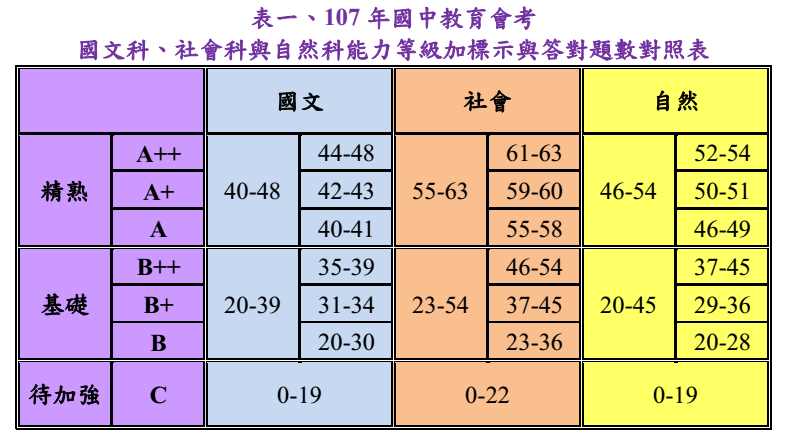 表一、107 年國中教育會考
國文科、社會科與自然科能力等級加標示與答對題數對照表
國文 社會 自然
精熟 A++ 40-48 44-48 55-63 61-63 46-54 52-54
A+ 42-43 59-60 50-51
A 40-41 55-58 46-49
基礎 B++ 20-39 35-39 23-54 46-54 20-45 37-45
B+ 31-34 37-45 29-36
B 20-30 23-36 20-28
待加強 C 0-19 0-22 0-19